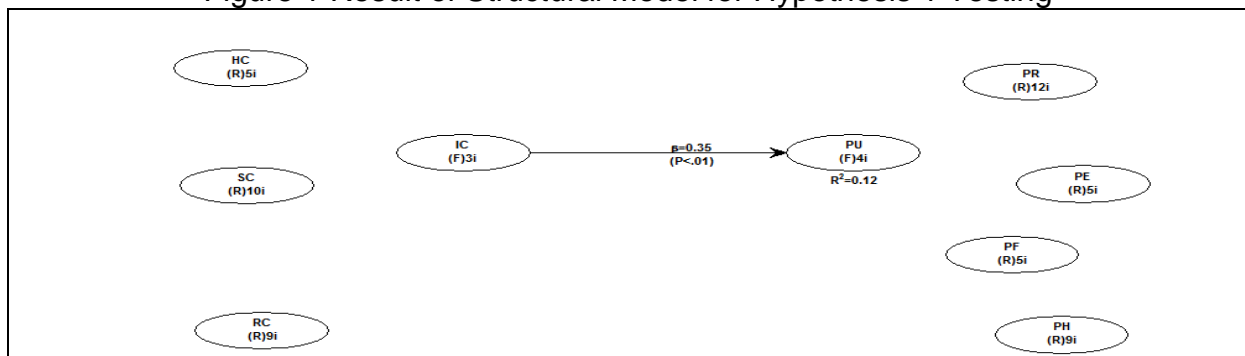 Figure 1 Result of Structural Model for Hypothesis 1 Testing
HC
(R)5i
PR
(R)12i
IC
(F)3i
β=0.35
(P<.01)
PU
(F)4i
R²=0.12
SC
(R)10i
PE
(R)5i
PF
(R)5i
RC
(R)9i
PH
(R)9i